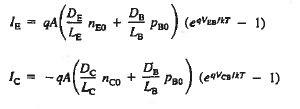 I_E = qA(D_E/L_E n_E0 + D_B/L_B p_B0) (e^{qV_EB/kT} − 1)
I_C = −qA(D_C/L_C n_C0 + D_B/L_B p_B0) (e^{qV_CB/kT} − 1)